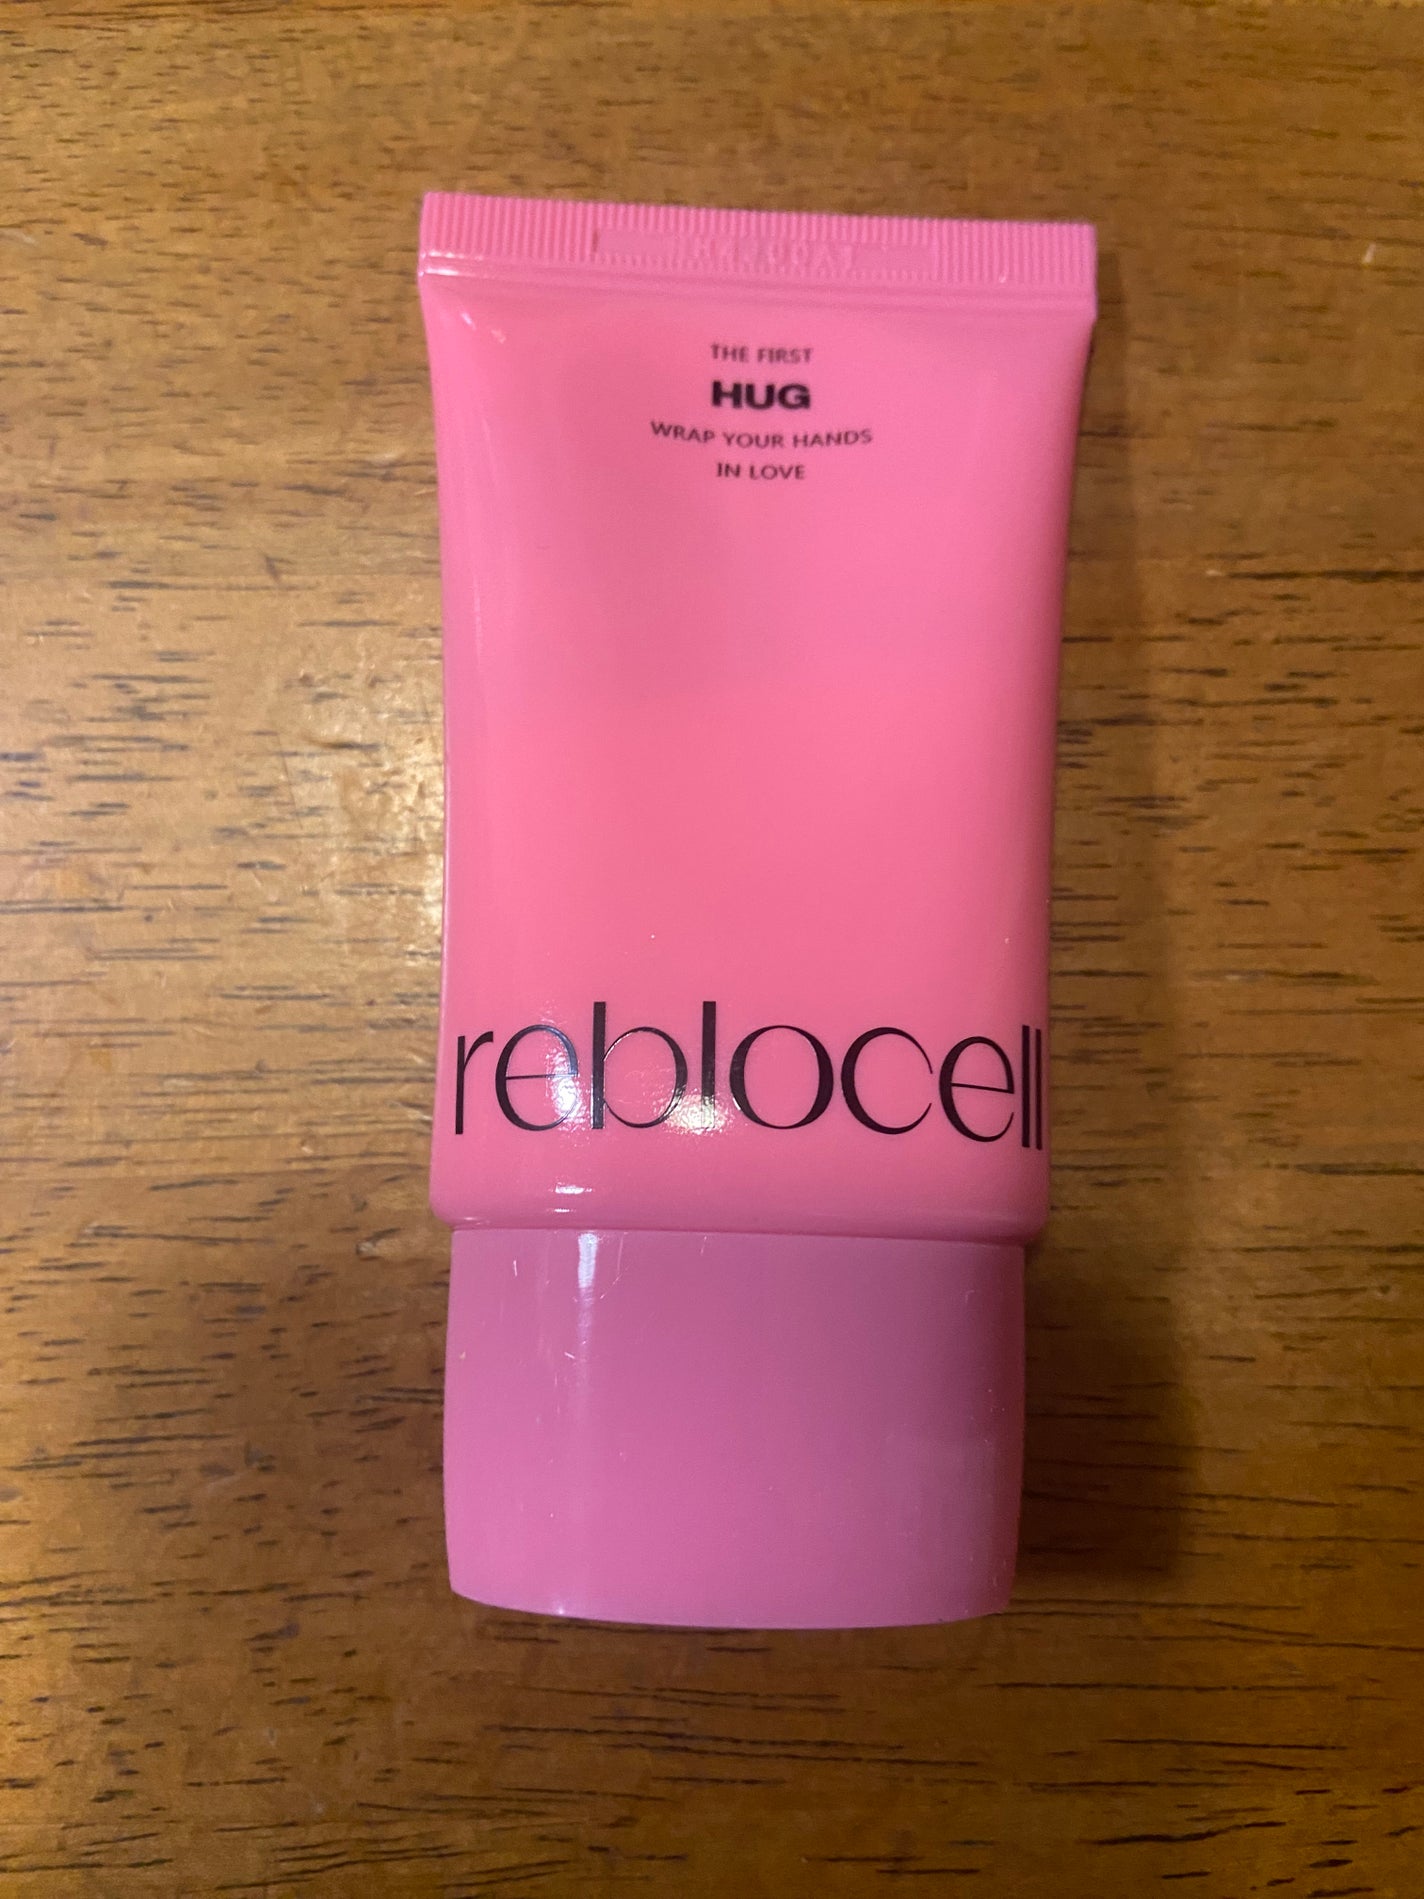 THE FIRST
HUG
WRAP YOUR HANDS
IN LOVE
reblocell